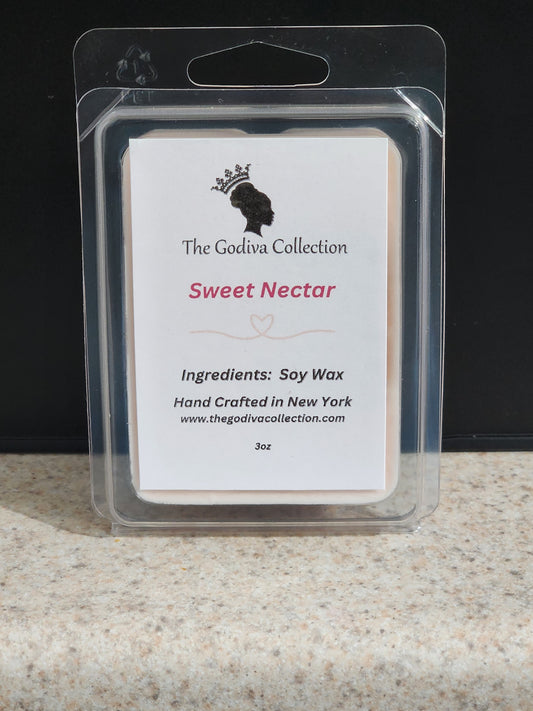 The Godiva Collection
Sweet Nectar
Ingredients: Soy Wax
Hand Crafted in New York
www.thegodivacollection.com
3oz